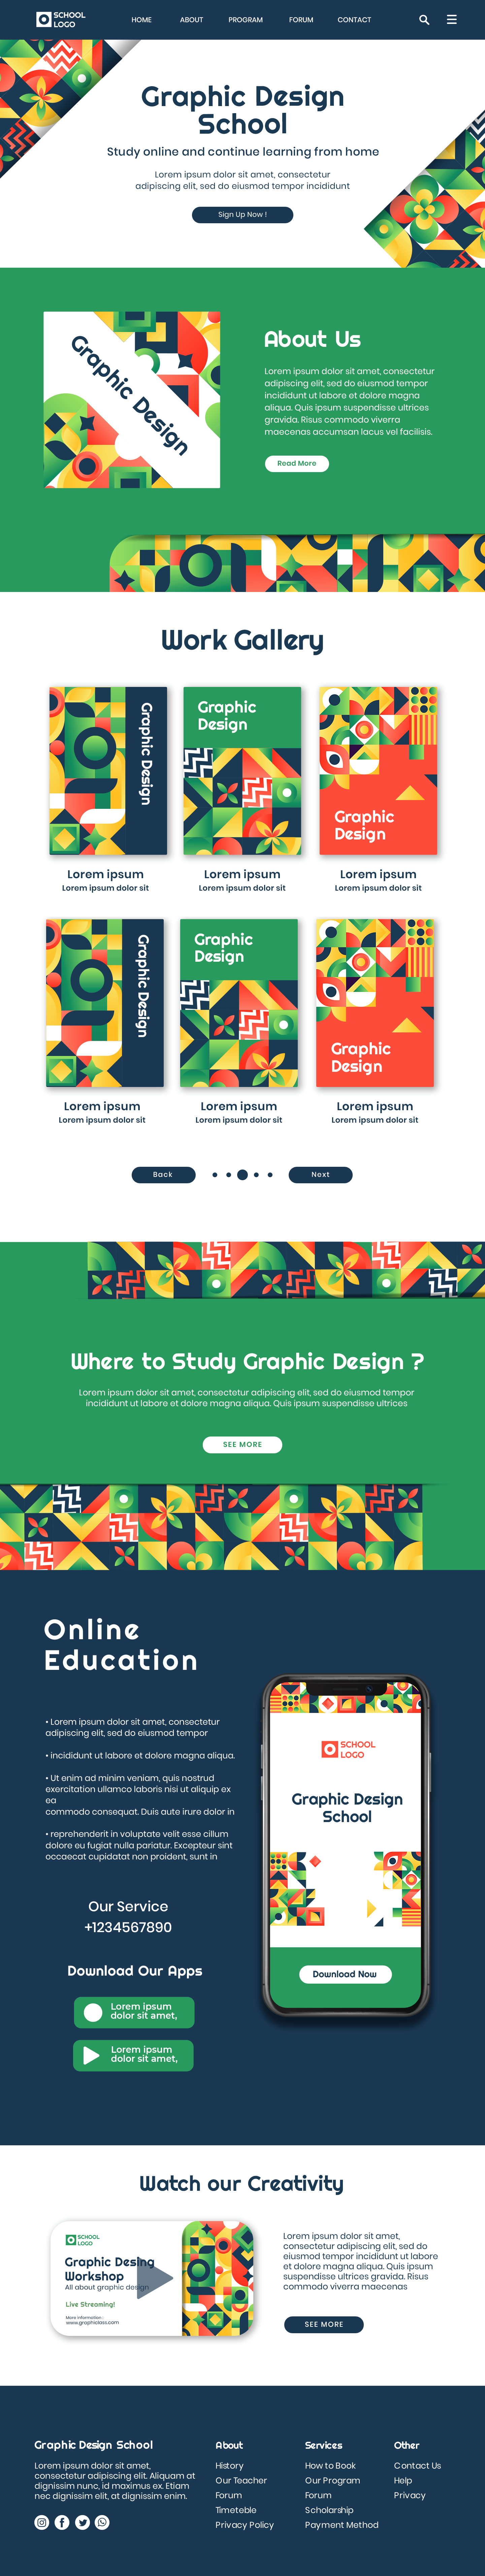 SCHOOL
LOGO
HOME
ABOUT
PROGRAM
FORUM
CONTACT
Graphic Design
School
Study online and continue learning from home
Lorem ipsum dolor sit amet, consectetur
adipiscing elit, sed do eiusmod tempor incididunt
Sign Up Now !
Graphic Design
About Us
Lorem ipsum dolor sit amet, consectetur
adipiscing elit, sed do eiusmod tempor
incididunt ut labore et dolore magna
aliqua. Quis ipsum suspendisse ultrices
gravida. Risus commodo viverra
maecenas accumsan lacus vel facilisis.
Read More
Work Gallery
Graphic Design
Graphic
Design
Graphic
Design
Lorem ipsum
Lorem ipsum dolor sit
Lorem ipsum
Lorem ipsum dolor sit
Lorem ipsum
Lorem ipsum dolor sit
Graphic Design
Graphic
Design
Graphic
Design
Lorem ipsum
Lorem ipsum dolor sit
Lorem ipsum
Lorem ipsum dolor sit
Lorem ipsum
Lorem ipsum dolor sit
Back
Next
Where to Study Graphic Design ?
Lorem ipsum dolor sit amet, consectetur adipiscing elit, sed do eiusmod tempor
incididunt ut labore et dolore magna aliqua. Quis ipsum suspendisse ultrices
SEE MORE
Online
Education
• Lorem ipsum dolor sit amet, consectetur
adipiscing elit, sed do eiusmod tempor
• incididunt ut labore et dolore magna aliqua.
• Ut enim ad minim veniam, quis nostrud
exercitation ullamco laboris nisi ut aliquip ex
ea
commodo consequat. Duis aute irure dolor in
• reprehenderit in voluptate velit esse cillum
dolore eu fugiat nulla pariatur. Excepteur sint
occaecat cupidatat non proident, sunt in
Our Service
+1234567890
Download Our Apps
Lorem ipsum
dolor sit amet,
Lorem ipsum
dolor sit amet,
SCHOOL
LOGO
Graphic Design
School
Download Now
Watch our Creativity
SCHOOL
LOGO
Graphic Desing
Workshop
All about graphic design
Live Streaming!
More information :
www.graphiclass.com
Lorem ipsum dolor sit amet,
consectetur adipiscing elit, sed do
eiusmod tempor incididunt ut labore
et dolore magna aliqua. Quis ipsum
suspendisse ultrices gravida. Risus
commodo viverra maecenas
SEE MORE
Graphic Design School
Lorem ipsum dolor sit amet,
consectetur adipiscing elit. Aliquam at
dignissim nunc, id maximus ex. Etiam
nec dignissim elit, at dignissim enim.
About
History
Our Teacher
Forum
Timeteble
Privacy Policy
Services
How to Book
Our Program
Forum
Scholarship
Payment Method
Other
Contact Us
Help
Privacy